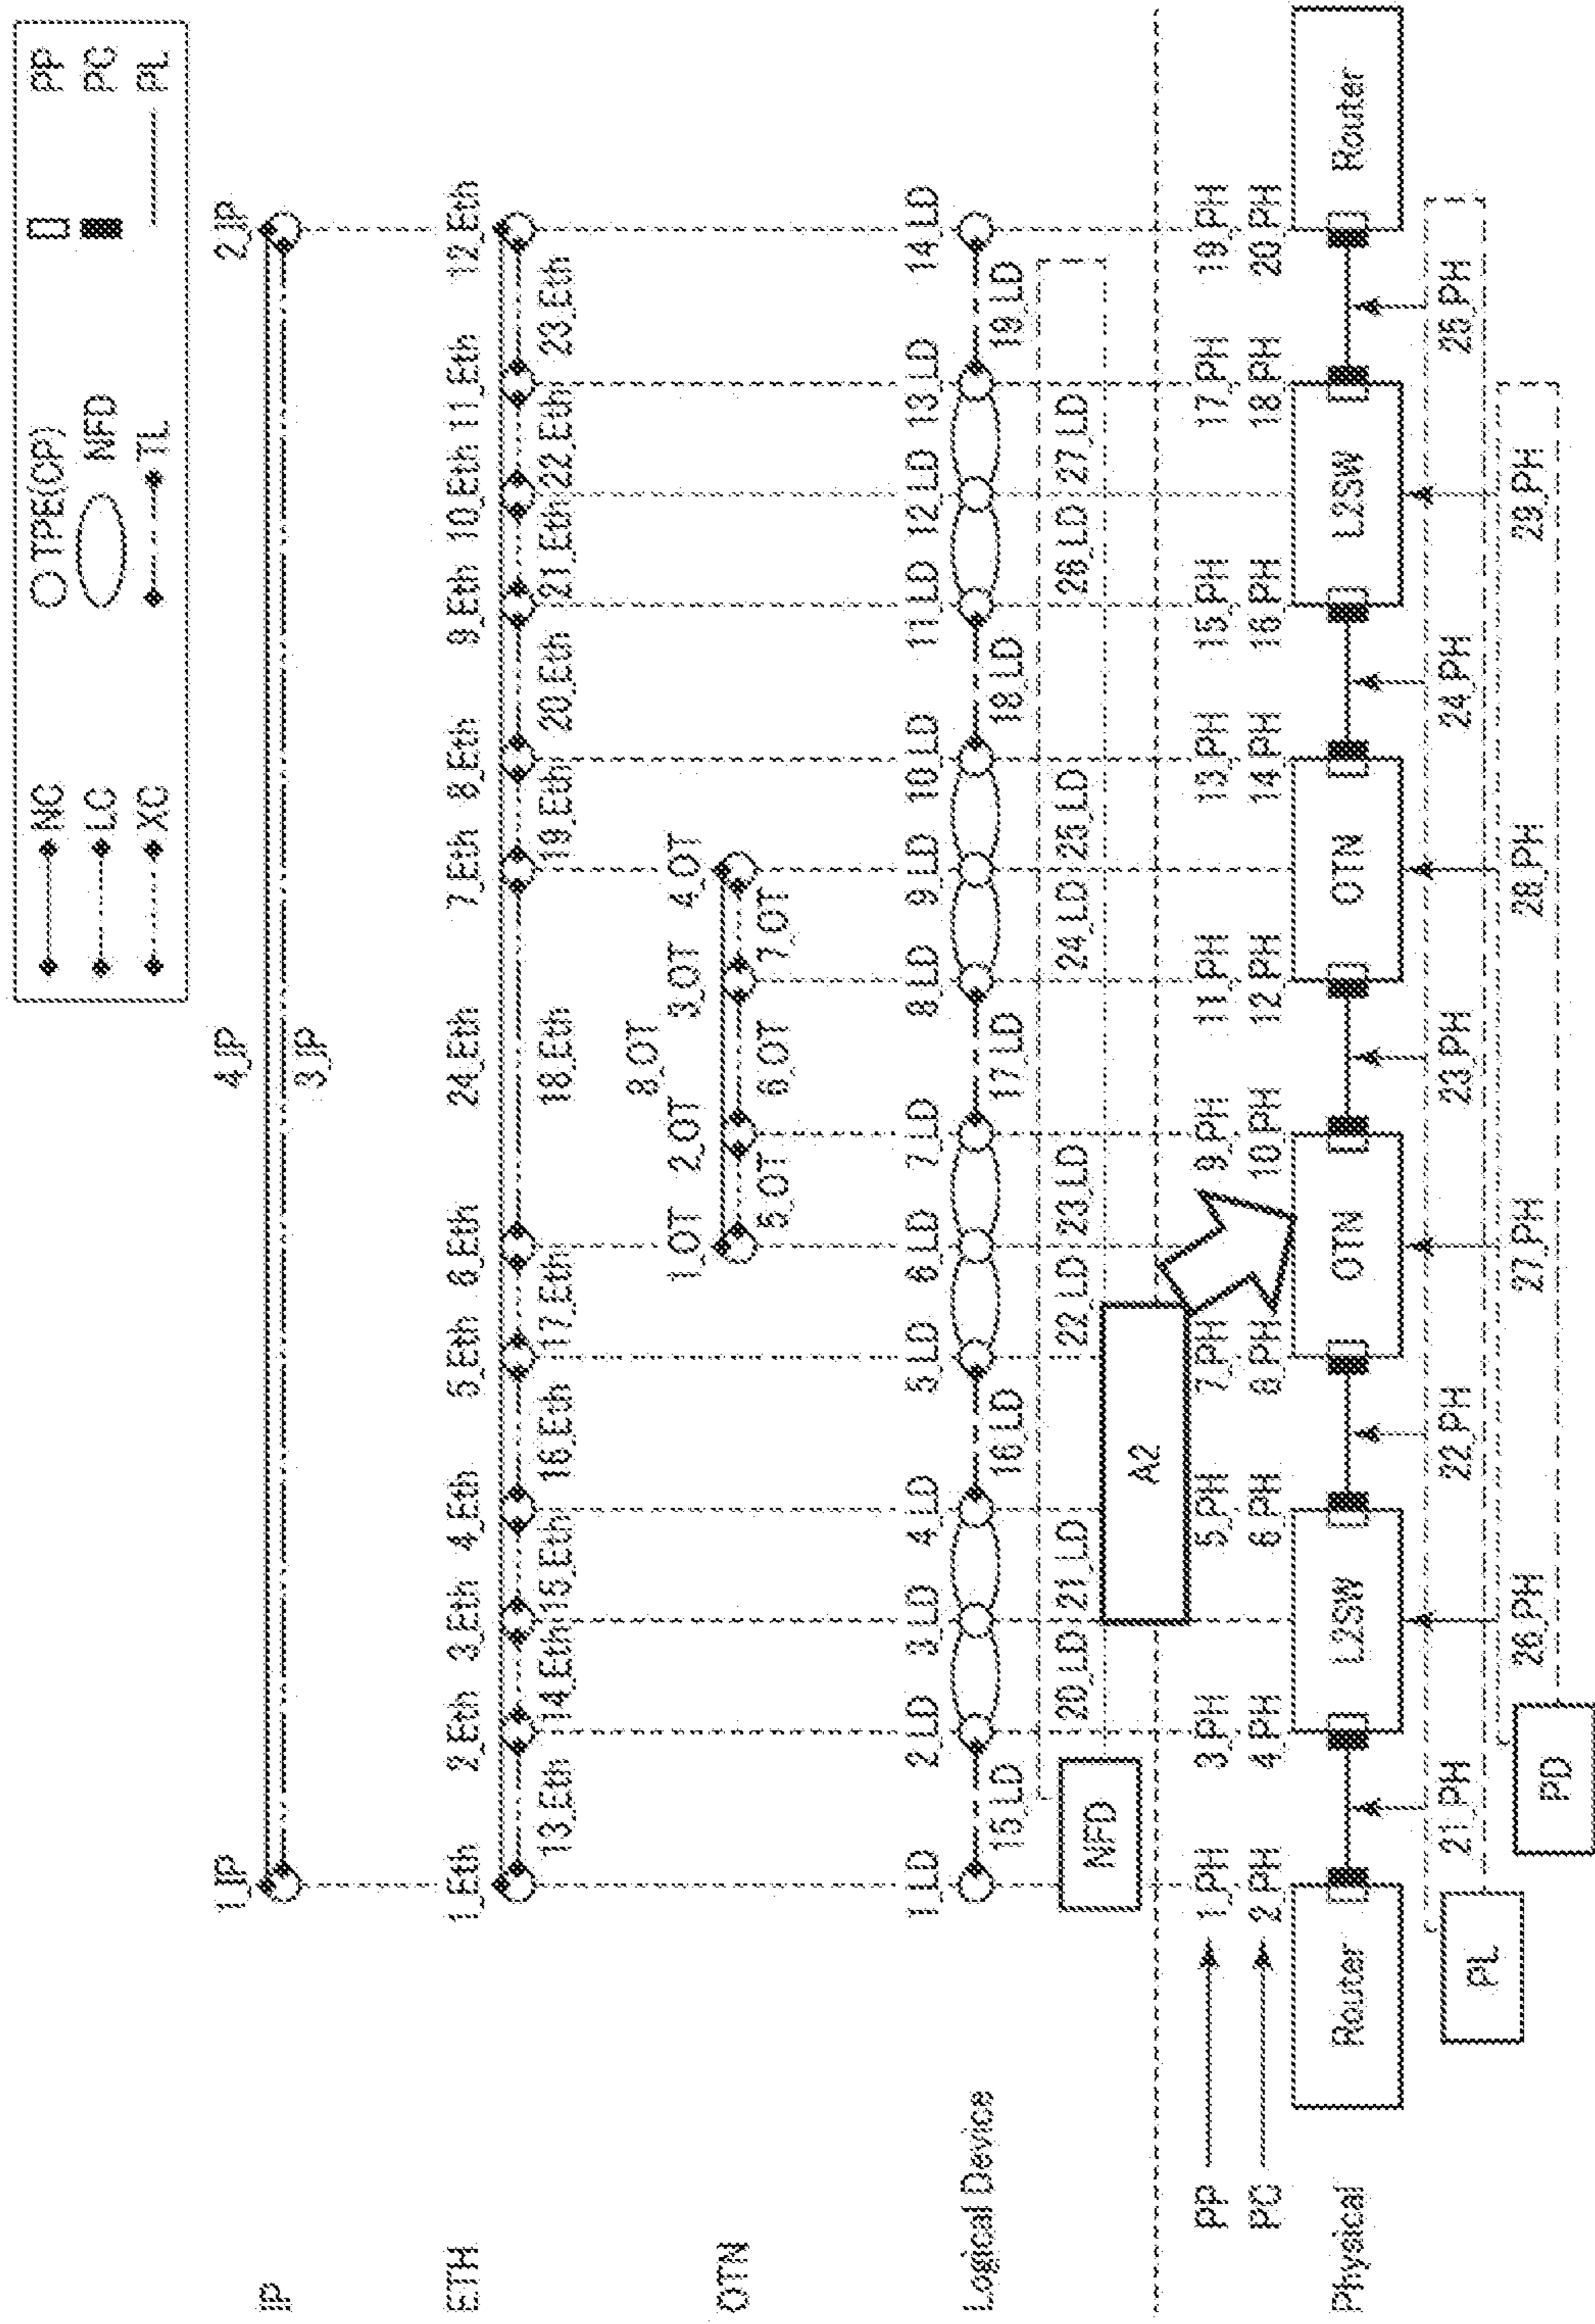 NC
LC
XC
TPE(CP)
NFD
TL
PP
PC
PL
IP
1_IP
4_IP
3_IP
2_IP
ETH
1_Eth 2_Eth 3_Eth 4_Eth 5_Eth 6_Eth 24_Eth 7_Eth 8_Eth 9_Eth 10_Eth 11_Eth 12_Eth
13_Eth 14_Eth 15_Eth 16_Eth 17_Eth 18_Eth 19_Eth 20_Eth 21_Eth 22_Eth 23_Eth
OTN
8_OT
1_OT 2_OT 3_OT 4_OT
5_OT 6_OT 7_OT
Logical Device
1_LD 2_LD 3_LD 4_LD 5_LD 6_LD 7_LD 8_LD 9_LD 10_LD 11_LD 12_LD 13_LD 14_LD
15_LD 16_LD 17_LD 18_LD 19_LD
NFD
20_LD 21_LD 22_LD 23_LD 24_LD 25_LD 26_LD 27_LD
A2
PP 1_PH 3_PH 5_PH 7_PH 9_PH 11_PH 13_PH 15_PH 17_PH 19_PH
PC 2_PH 4_PH 6_PH 8_PH 10_PH 12_PH 14_PH 16_PH 18_PH 20_PH
Physical
Router L2SW OTN OTN L2SW Router
PL
21_PH 22_PH 23_PH 24_PH 25_PH
PD
26_PH 27_PH 28_PH 29_PH